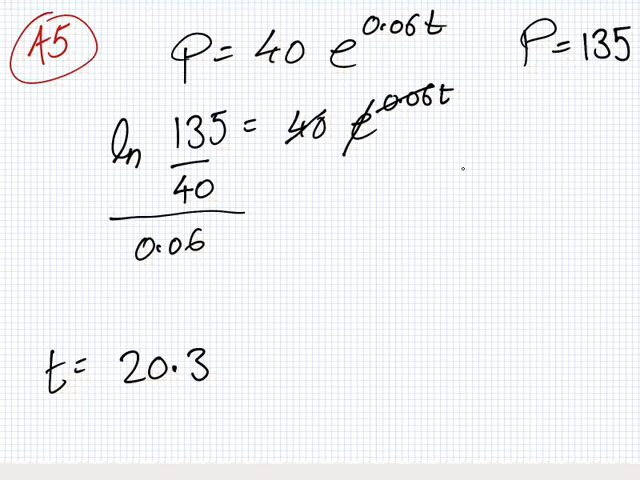 A5
P = 40 e^0.06t P = 135
ln 135/40 / 0.06 = 40 e^0.06t
t = 20.3